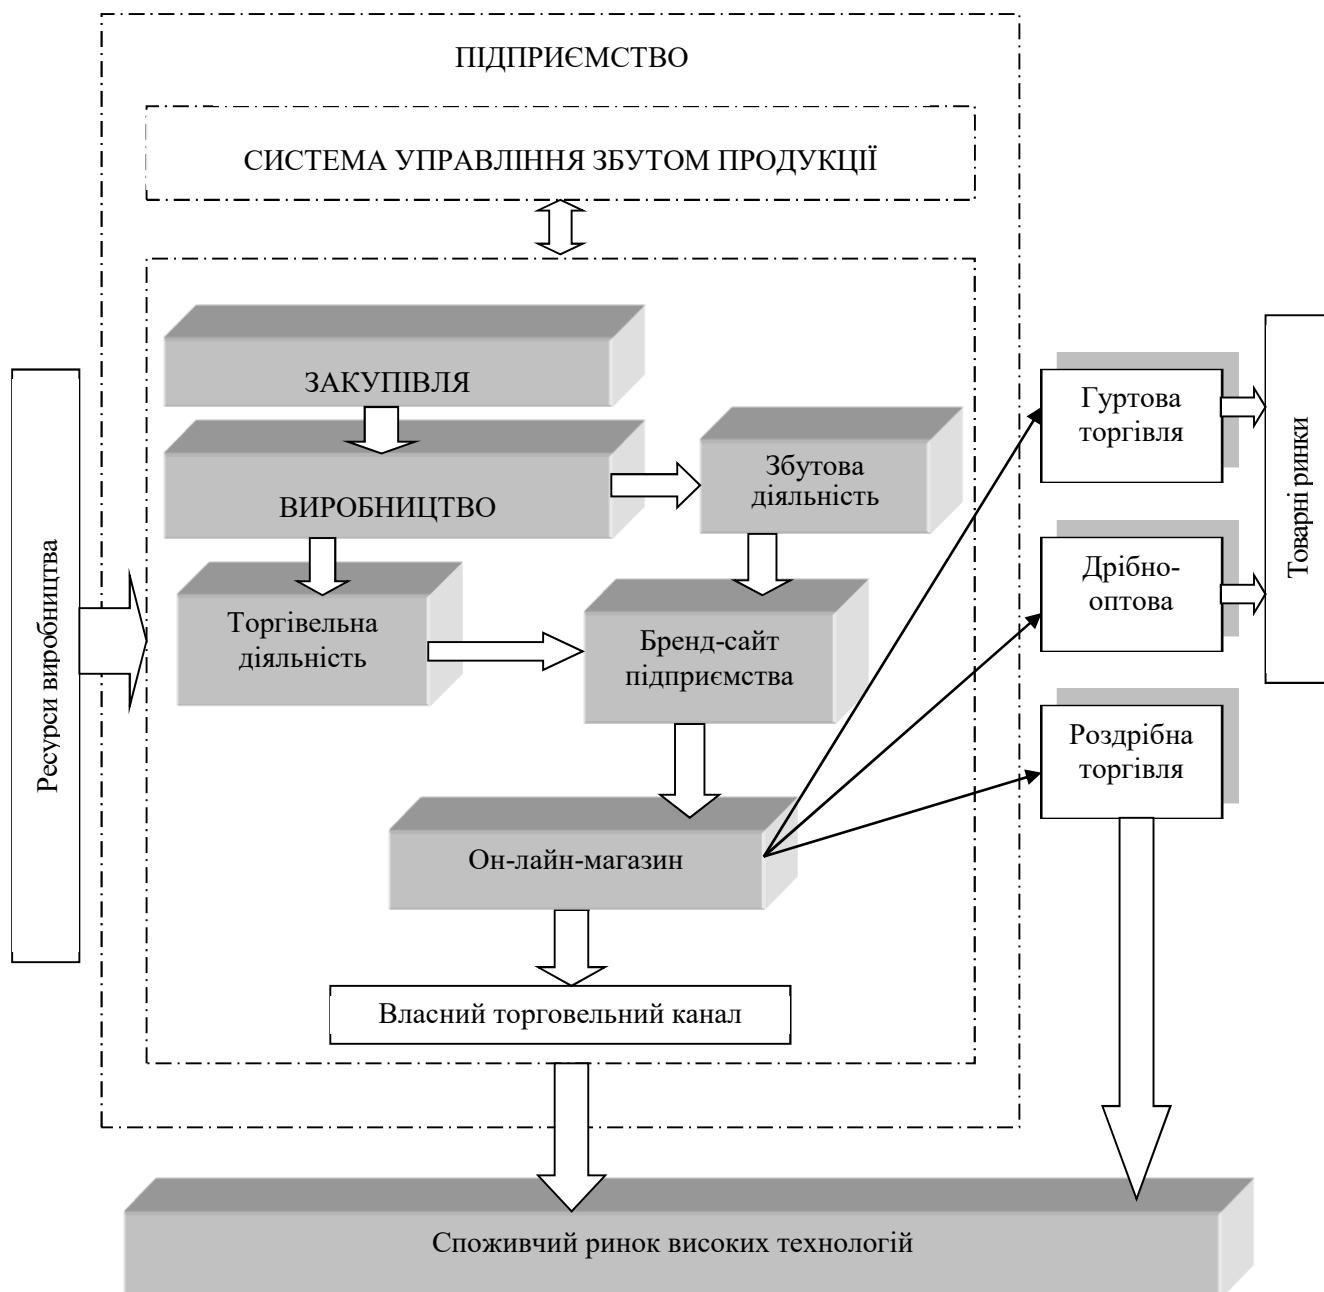 ПІДПРИЄМСТВО
СИСТЕМА УПРАВЛІННЯ ЗБУТОМ ПРОДУКЦІЇ
ЗАКУПІВЛЯ
ВИРОБНИЦТВО
Збутова
діяльність
Торгівельна
діяльність
Бренд-сайт
підприємства
Он-лайн-магазин
Власний торговельний канал
Ресурси виробництва
Гуртова
торгівля
Дрібно-
оптова
Роздрібна
торгівля
Товарні ринки
Споживчий ринок високих технологій